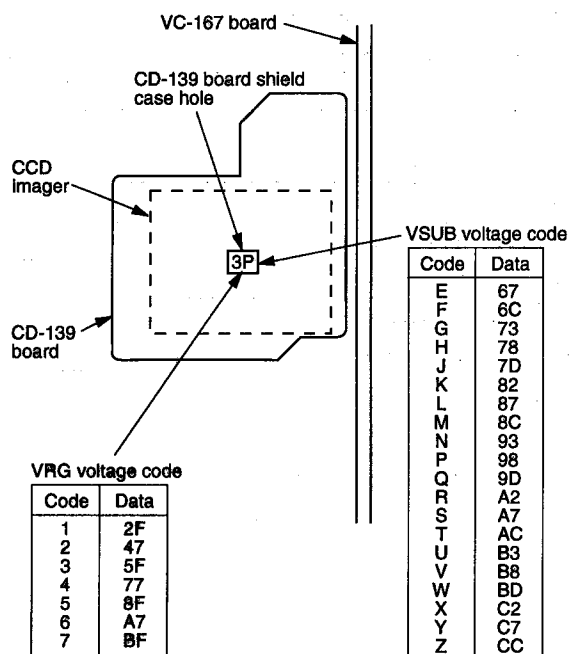 VC-167 board
CD-139 board shield
case hole
CCD
imager
3P
CD-139
board
VSUB voltage code
Code Data
E 67
F 6C
G 73
H 78
J 7D
K 82
L 87
M 8C
N 93
P 98
Q 9D
R A2
S A7
T AC
U B3
V B8
W BD
X C2
Y C7
Z CC
VRG voltage code
Code Data
1 2F
2 47
3 5F
4 77
5 8F
6 A7
7 BF